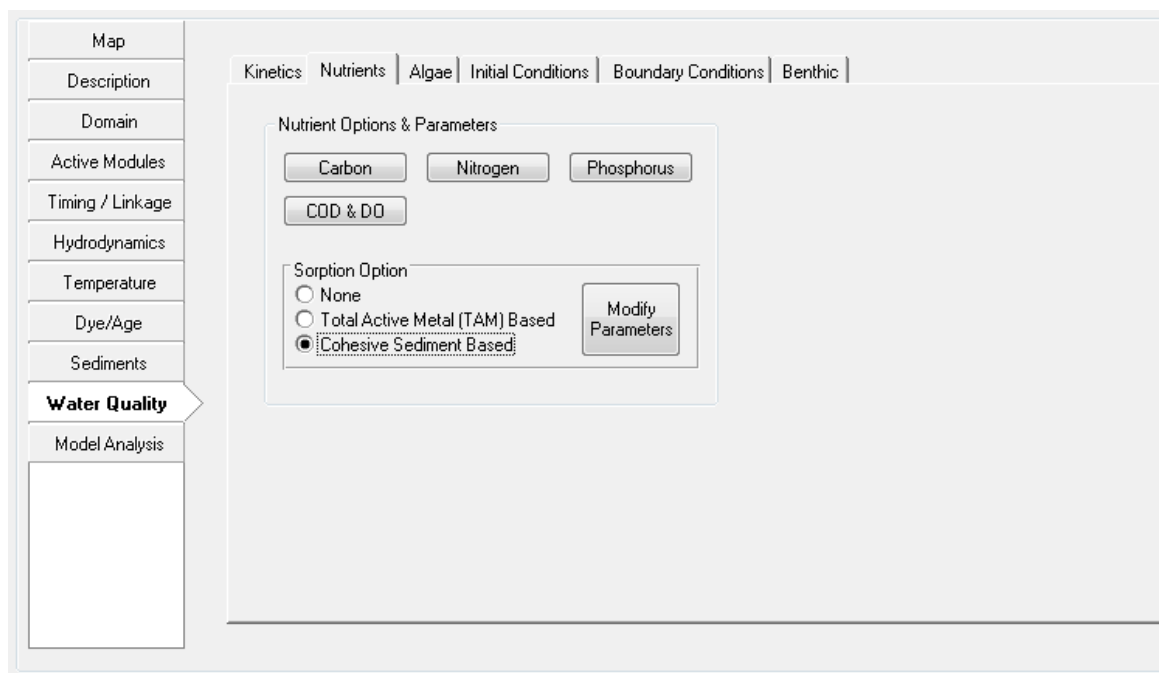 Map
Description
Domain
Active Modules
Timing / Linkage
Hydrodynamics
Temperature
Dye/Age
Sediments
Water Quality
Model Analysis
Kinetics Nutrients Algae Initial Conditions Boundary Conditions Benthic
Nutrient Options & Parameters
Carbon Nitrogen Phosphorus
COD & DO
Sorption Option
None
Total Active Metal (TAM) Based
Cohesive Sediment Based
Modify
Parameters